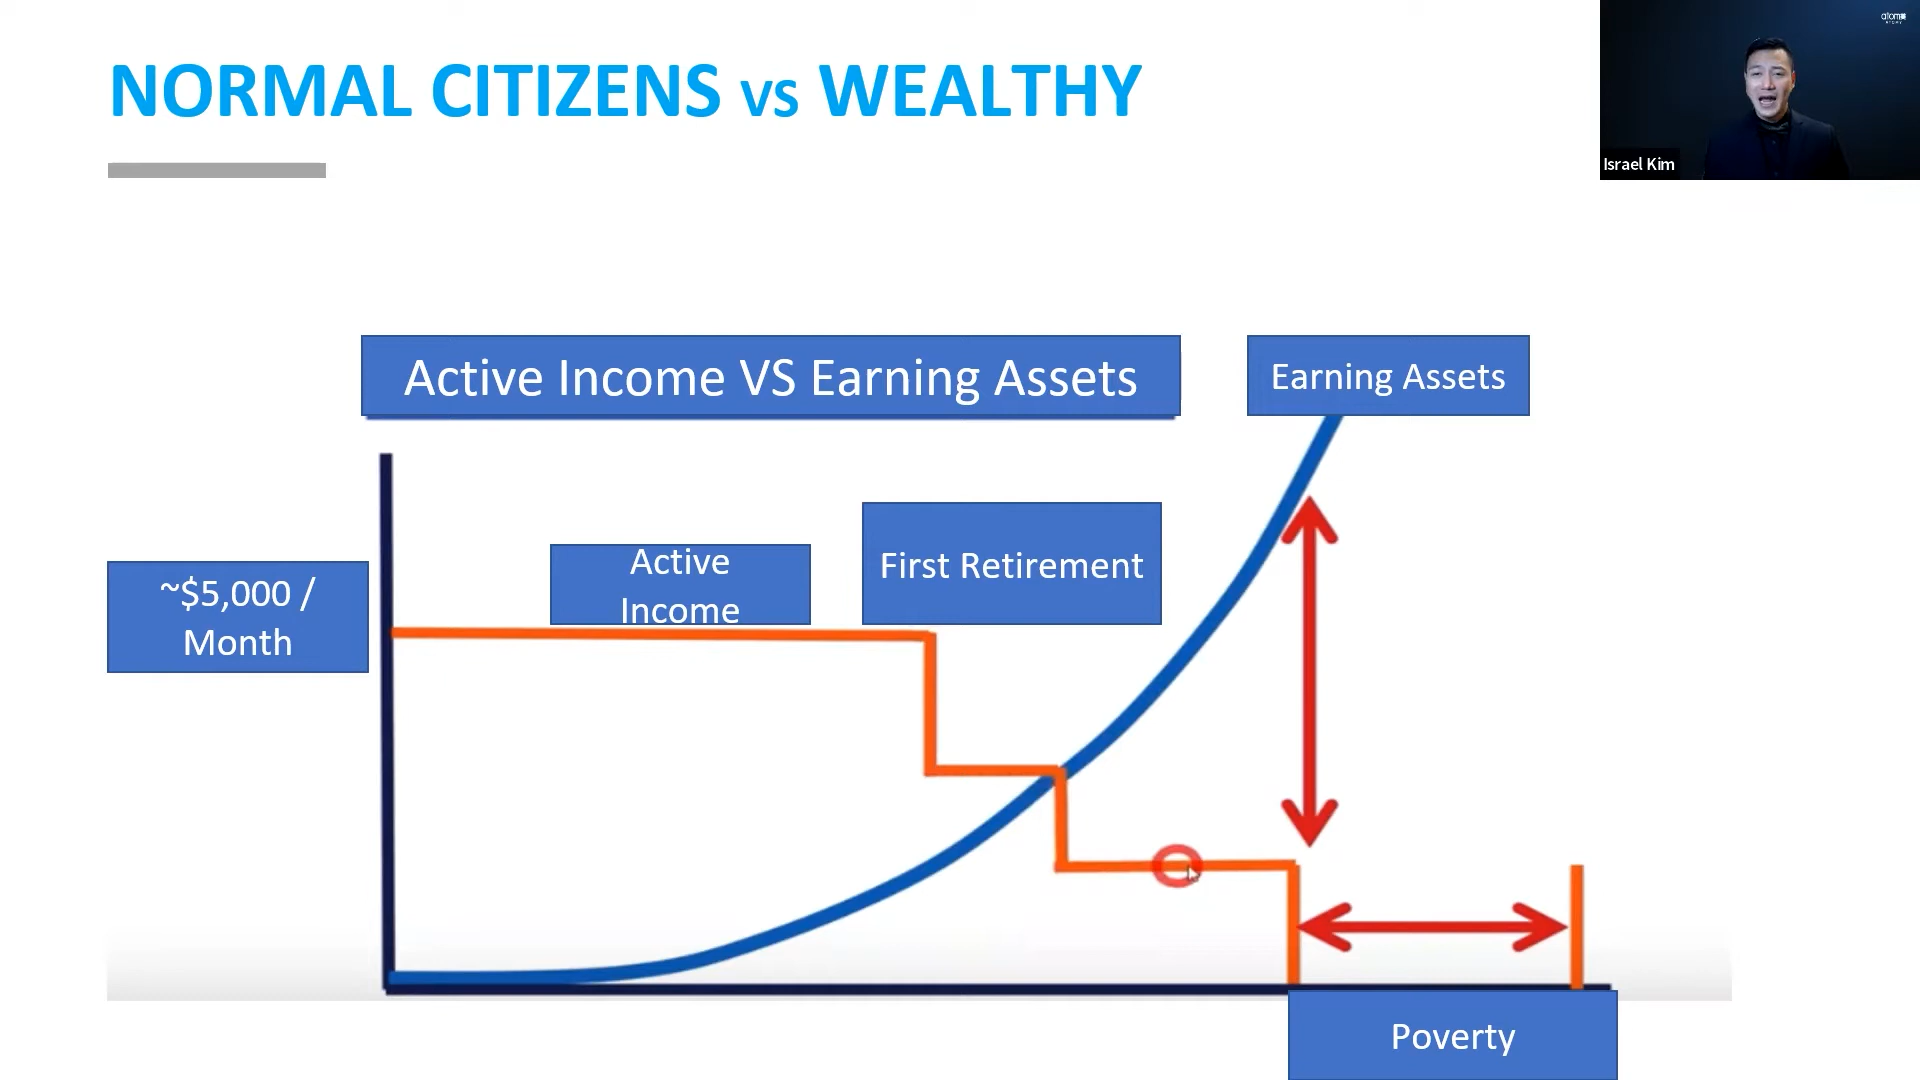 NORMAL CITIZENS VS WEALTHY
Israel Kim
Active Income VS Earning Assets
Earning Assets
~$5,000 /
Month
Active
Income
First Retirement
Poverty